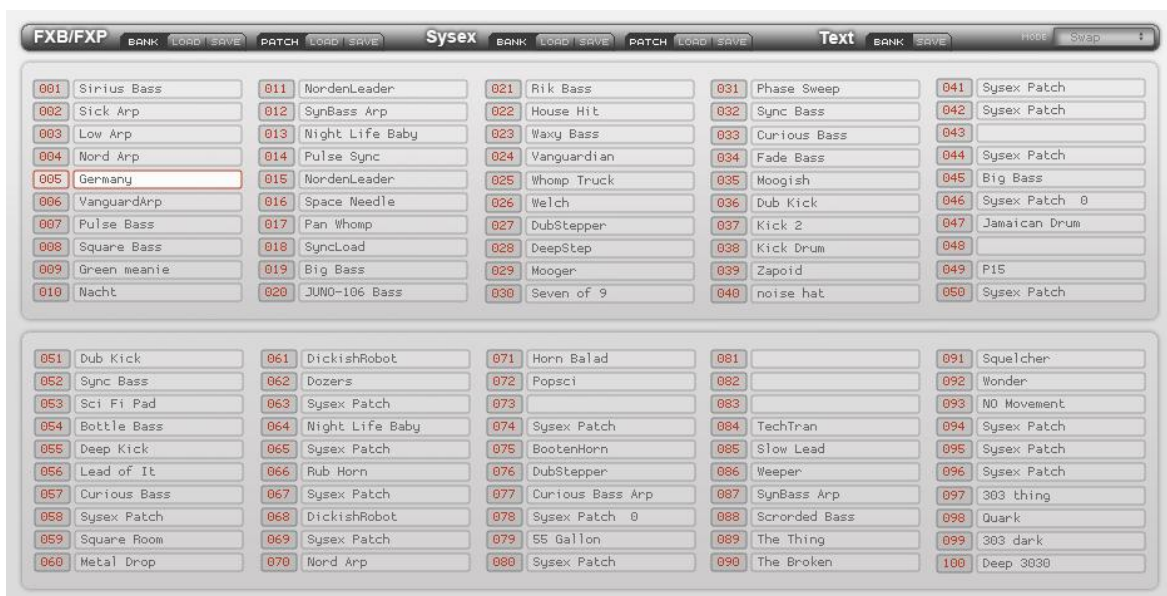 FXB/FXP BANK LOAD SAVE PATCH LOAD SAVE Sysex BANK LOAD SAVE PATCH LOAD SAVE Text BANK SAVE MODE Swap
001 Sirius Bass 011 NordenLeader 021 Rik Bass 031 Phase Sweep 041 Sysex Patch
002 Sick Arp 012 SynBass Arp 022 House Hit 032 Sync Bass 042 Sysex Patch
003 Low Arp 013 Night Life Baby 023 Waxy Bass 033 Curious Bass 043
004 Nord Arp 014 Pulse Sync 024 Vanguardian 034 Fade Bass 044 Sysex Patch
005 Germany 015 NordenLeader 025 Whomp Truck 035 Moogish 045 Big Bass
006 VanguardArp 016 Space Needle 026 Welch 036 Dub Kick 046 Sysex Patch 0
007 Pulse Bass 017 Pan Whomp 027 DubStepper 037 Kick 2 047 Jamaican Drum
008 Square Bass 018 SyncLoad 028 DeepStep 038 Kick Drum 048
009 Green meanie 019 Big Bass 029 Mooger 039 Zapoid 049 P15
010 Nacht 020 JUNO-106 Bass 030 Seven of 9 040 noise hat 050 Sysex Patch
051 Dub Kick 061 DickishRobot 071 Horn Balad 081 091 Squelcher
052 Sync Bass 062 Dozers 072 Popsci 082 092 Wonder
053 Sci Fi Pad 063 Sysex Patch 073 083 093 NO Movement
054 Bottle Bass 064 Night Life Baby 074 Sysex Patch 084 TechTran 094 Sysex Patch
055 Deep Kick 065 Sysex Patch 075 BootenHorn 085 Slow Lead 095 Sysex Patch
056 Lead of It 066 Rub Horn 076 DubStepper 086 Weeper 096 Sysex Patch
057 Curious Bass 067 Sysex Patch 077 Curious Bass Arp 087 SynBass Arp 097 303 thing
058 Sysex Patch 068 DickishRobot 078 Sysex Patch 0 088 Scrorded Bass 098 Quark
059 Square Room 069 Sysex Patch 079 55 Gallon 089 The Thing 099 303 dark
060 Metal Drop 070 Nord Arp 080 Sysex Patch 090 The Broken 100 Deep 3030